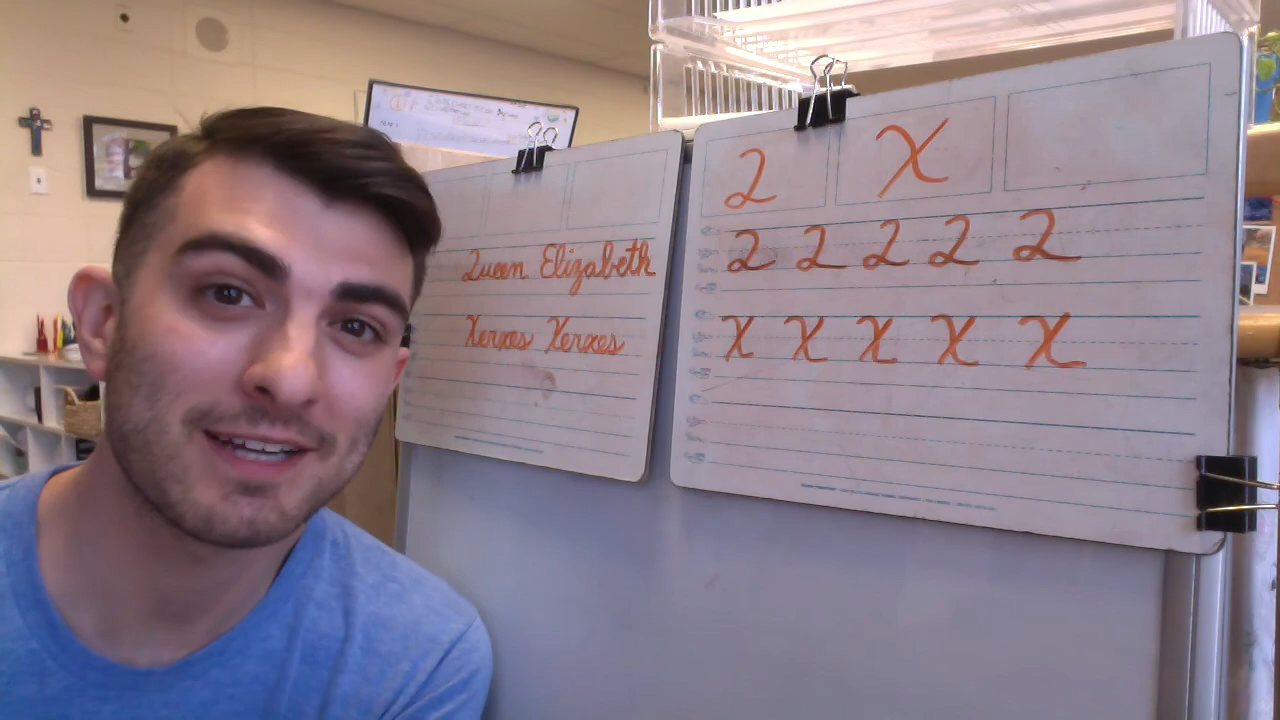 Queen Elizabeth
Xerxes Xerxes
Q X
Q Q Q Q Q
X X X X X